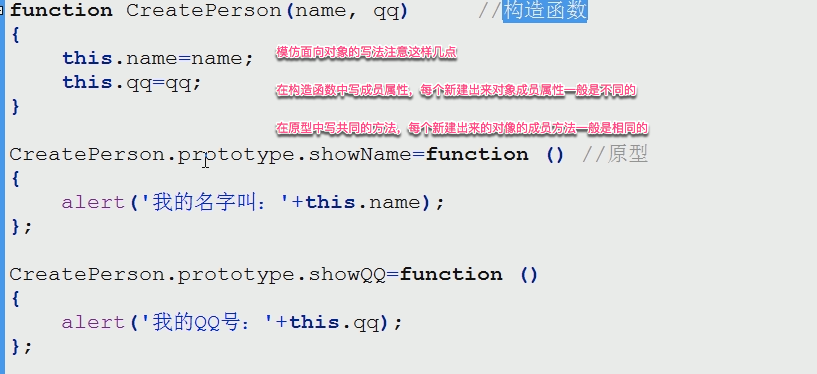 function CreatePerson(name, qq) //构造函数
{
this.name=name;
模仿面向对象的写法注意这样几点
this.qq=qq;
在构造函数中写成员属性，每个新建出来对象成员属性一般是不同的
}
在原型中写共同的方法，每个新建出来的对像的成员方法一般是相同的
CreatePerson.prototype.showName=function () //原型
{
alert('我的名字叫：'+this.name);
};
CreatePerson.prototype.showQQ=function ()
{
alert('我的QQ号：'+this.qq);
};